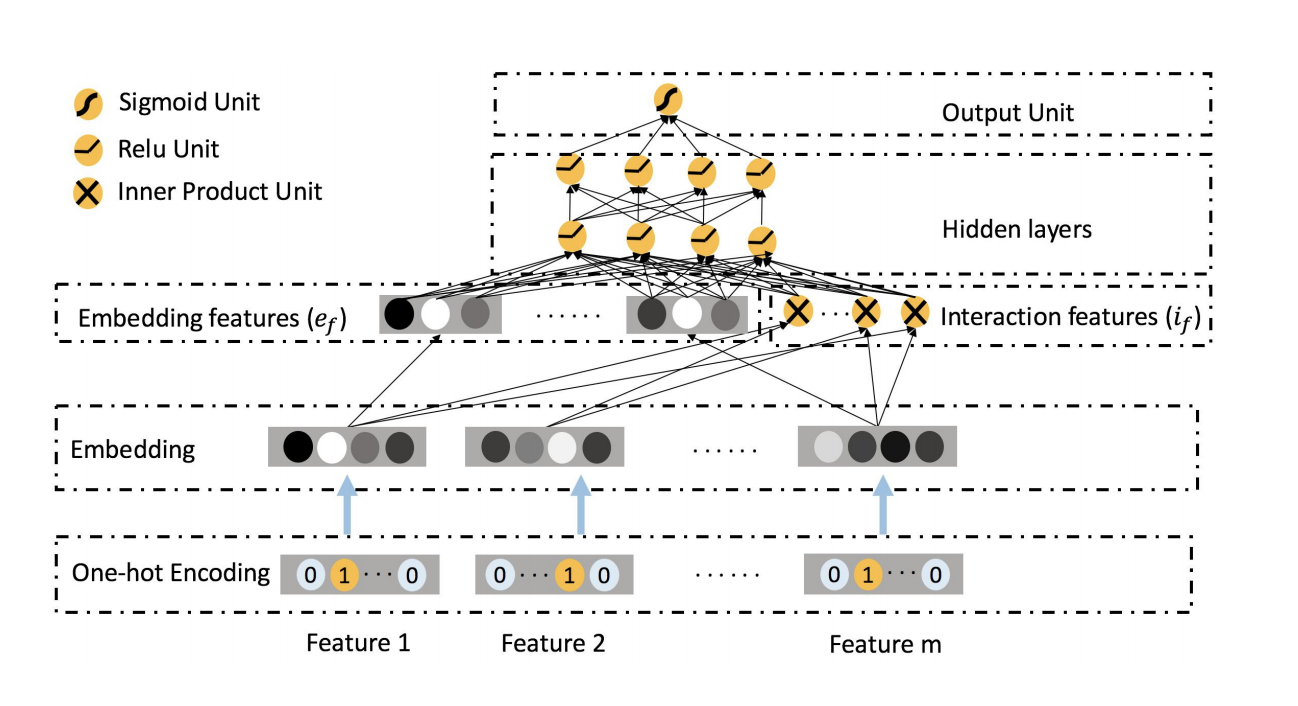 Sigmoid Unit
Relu Unit
Inner Product Unit
Output Unit
Hidden layers
Embedding features (e_f)
······
···
Interaction features (i_f)
Embedding
······
One-hot Encoding
0 1 ··· 0
0 ··· 1 0
······
0 1 ··· 0
Feature 1
Feature 2
Feature m